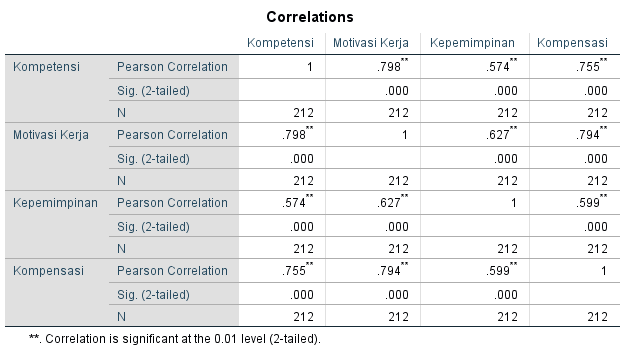 Correlations
Kompetensi Motivasi Kerja Kepemimpinan Kompensasi
Kompetensi Pearson Correlation 1 .798** .574** .755**
Sig. (2-tailed) .000 .000 .000
N 212 212 212 212
Motivasi Kerja Pearson Correlation .798** 1 .627** .794**
Sig. (2-tailed) .000 .000 .000
N 212 212 212 212
Kepemimpinan Pearson Correlation .574** .627** 1 .599**
Sig. (2-tailed) .000 .000 .000
N 212 212 212 212
Kompensasi Pearson Correlation .755** .794** .599** 1
Sig. (2-tailed) .000 .000 .000
N 212 212 212 212
**. Correlation is significant at the 0.01 level (2-tailed).